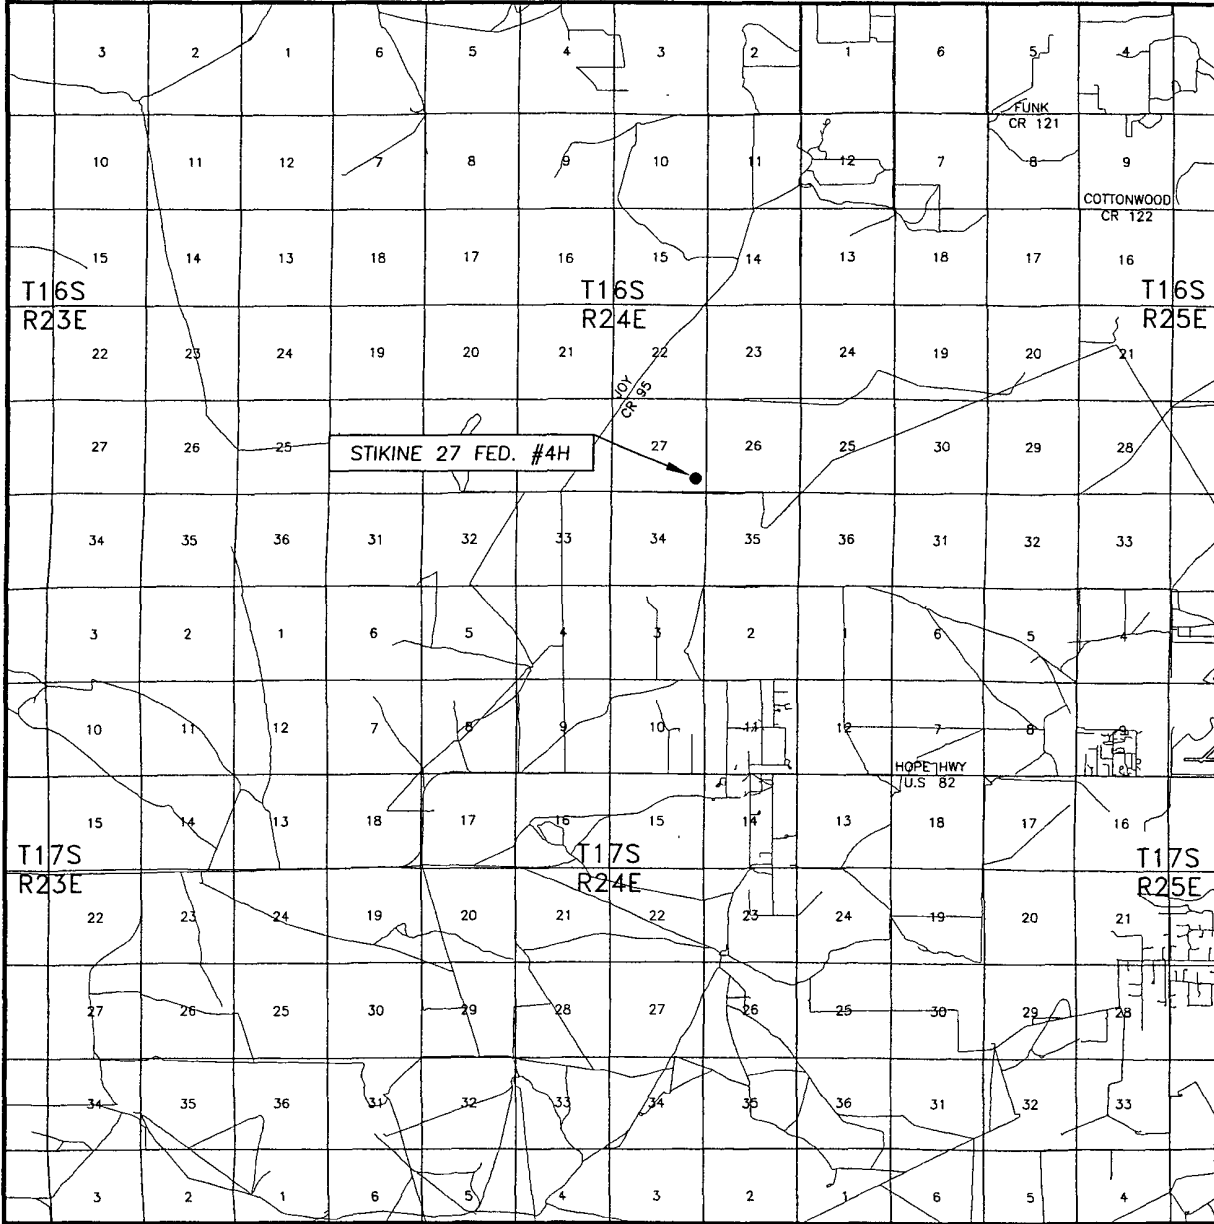 3 2 1 6 5 4 3 2 1 6 5 4
FUNK
CR 121
10 11 12 7 8 9 10 11 12 7 8 9
COTTONWOOD
CR 122
15 14 13 18 17 16 15 14 13 18 17 16
T16S T16S T16S
R23E R24E R25E
22 23 24 19 20 21 22 23 24 19 20 21
JOY
CR 95
27 26 25 27 26 25 30 29 28
STIKINE 27 FED. #4H
34 35 36 31 32 33 34 35 36 31 32 33
3 2 1 6 5 4 3 2 1 6 5 4
10 11 12 7 8 9 10 11 12 7 8 9
HOPE HWY
U.S 82
15 14 13 18 17 16 15 14 13 18 17 16
T17S T17S T17S
R23E R24E R25E
22 23 24 19 20 21 22 23 24 19 20 21
27 26 25 30 29 28 27 26 25 30 29 28
34 35 36 31 32 33 34 35 36 31 32 33
3 2 1 6 5 4 3 2 1 6 5 4